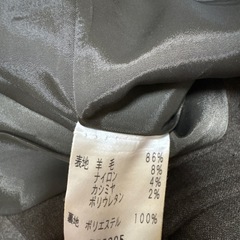 表地 羊毛 86%
ナイロン 8%
カシミヤ 4%
ポリウレタン 2%
裏地 ポリエステル 100%